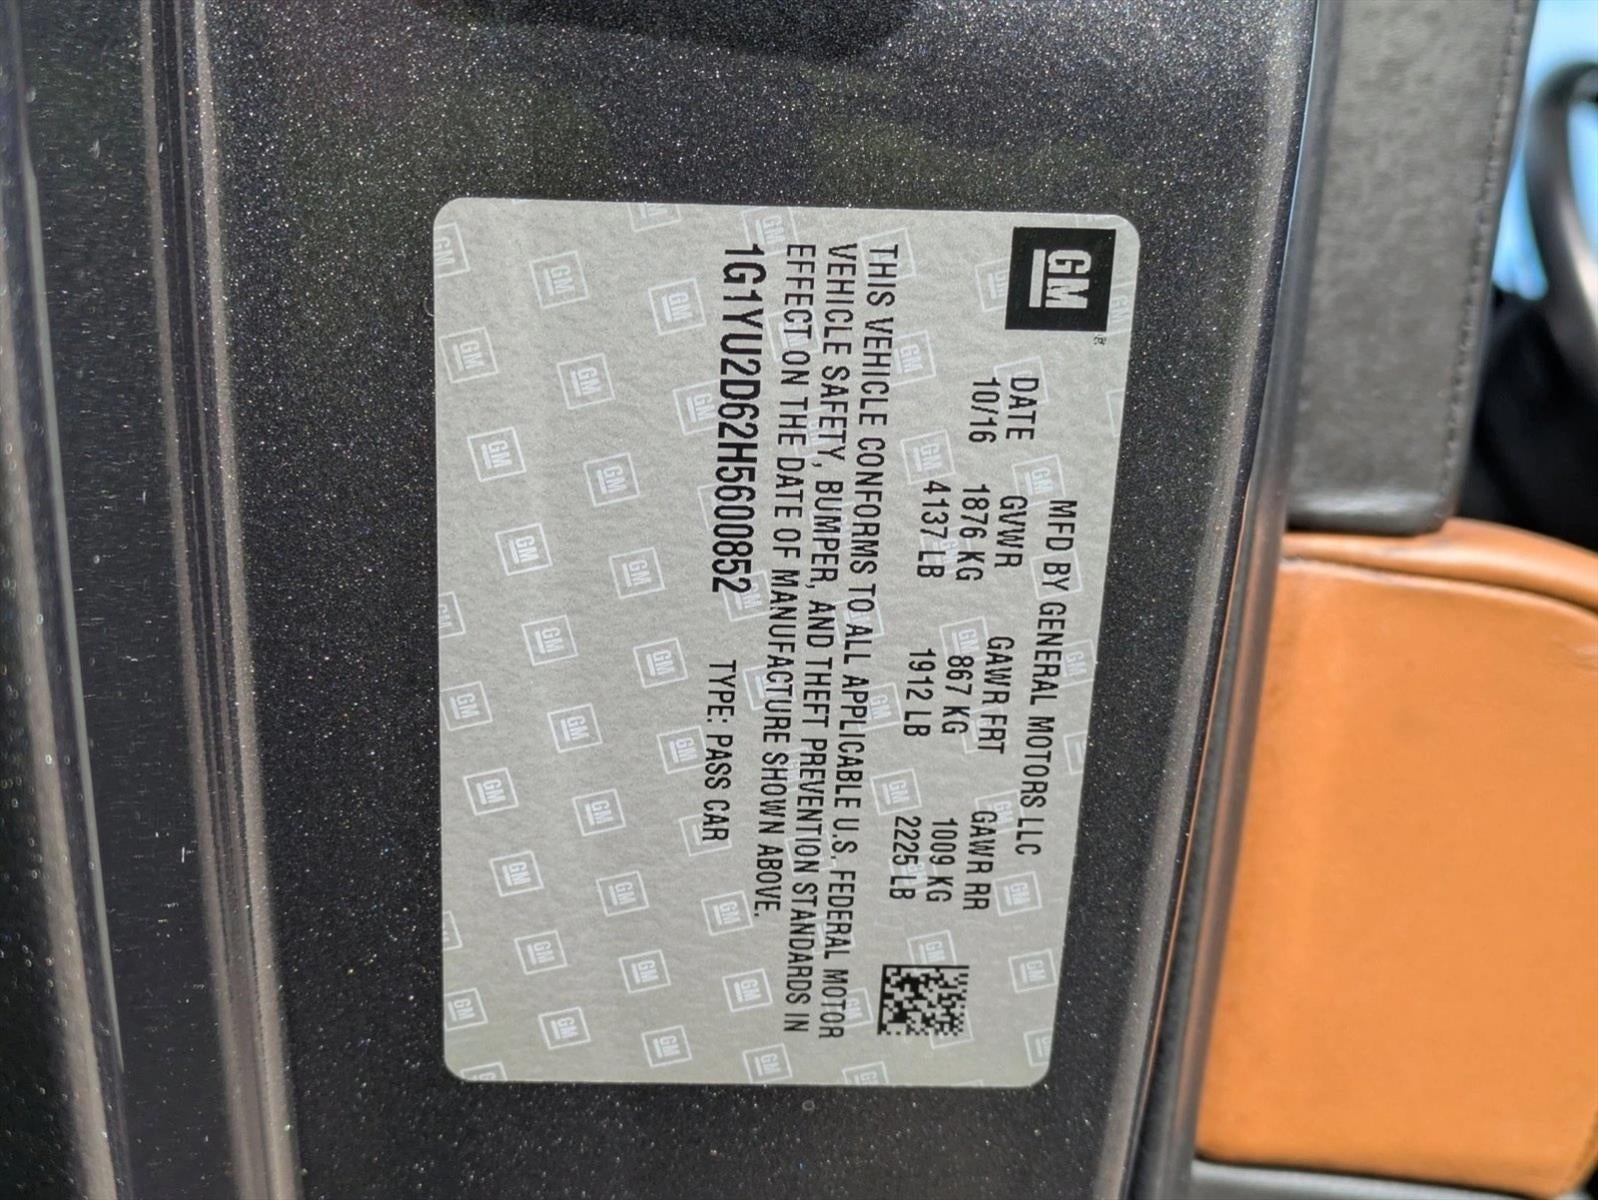 GM
MFD BY GENERAL MOTORS LLC
DATE GVWR GAWR FRT GAWR RR
10/16 1876 KG 867 KG 1009 KG
4137 LB 1912 LB 2225 LB
THIS VEHICLE CONFORMS TO ALL APPLICABLE U.S. FEDERAL MOTOR
VEHICLE SAFETY, BUMPER, AND THEFT PREVENTION STANDARDS IN
EFFECT ON THE DATE OF MANUFACTURE SHOWN ABOVE.
1G1YU2D62H5600852 TYPE: PASS CAR